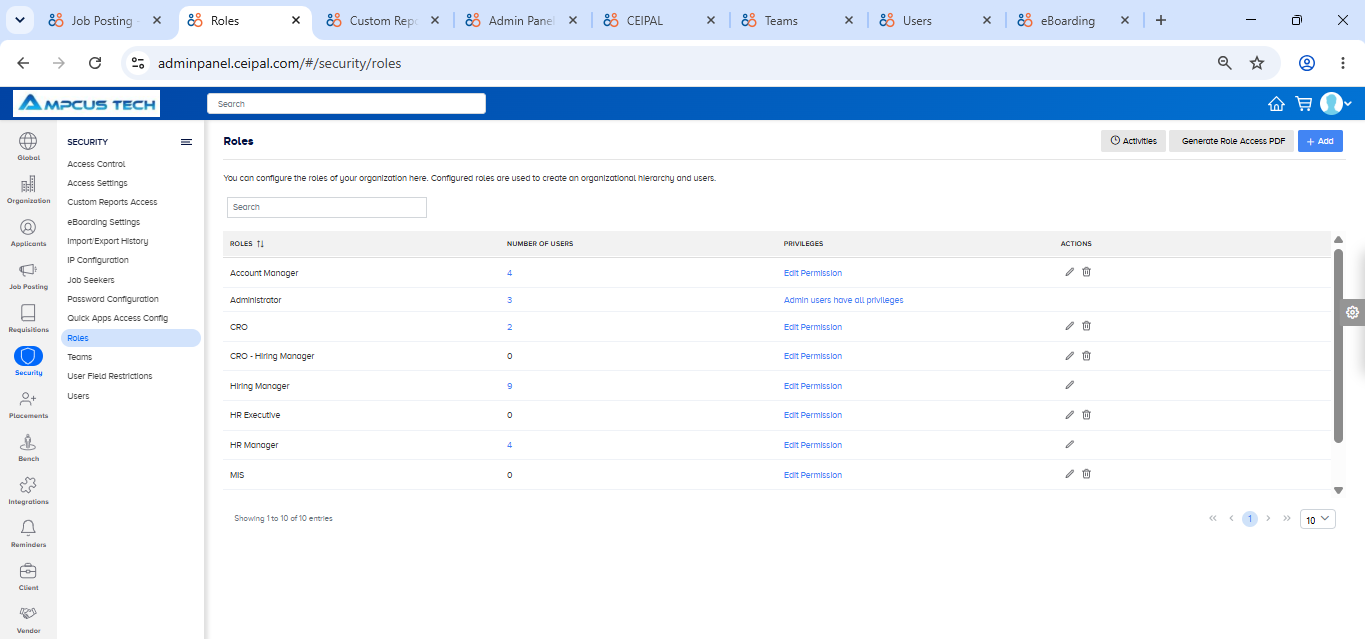 Job Posting -
Roles
Custom Repo
Admin Panel
CEIPAL
Teams
Users
eBoarding
adminpanel.ceipal.com/#/security/roles
AMPCUS TECH
Search
Global
Organization
Applicants
Job Posting
Requisitions
Security
Placements
Bench
Integrations
Reminders
Client
Vendor
SECURITY
Access Control
Access Settings
Custom Reports Access
eBoarding Settings
Import/Export History
IP Configuration
Job Seekers
Password Configuration
Quick Apps Access Config
Roles
Teams
User Field Restrictions
Users
Roles
Activities
Generate Role Access PDF
+ Add
You can configure the roles of your organization here. Configured roles are used to create an organizational hierarchy and users.
Search
ROLES NUMBER OF USERS PRIVILEGES ACTIONS
Account Manager 4 Edit Permission
Administrator 3 Admin users have all privileges
CRO 2 Edit Permission
CRO - Hiring Manager 0 Edit Permission
Hiring Manager 9 Edit Permission
HR Executive 0 Edit Permission
HR Manager 4 Edit Permission
MIS 0 Edit Permission
Showing 1 to 10 of 10 entries
« ‹ 1 › » 10